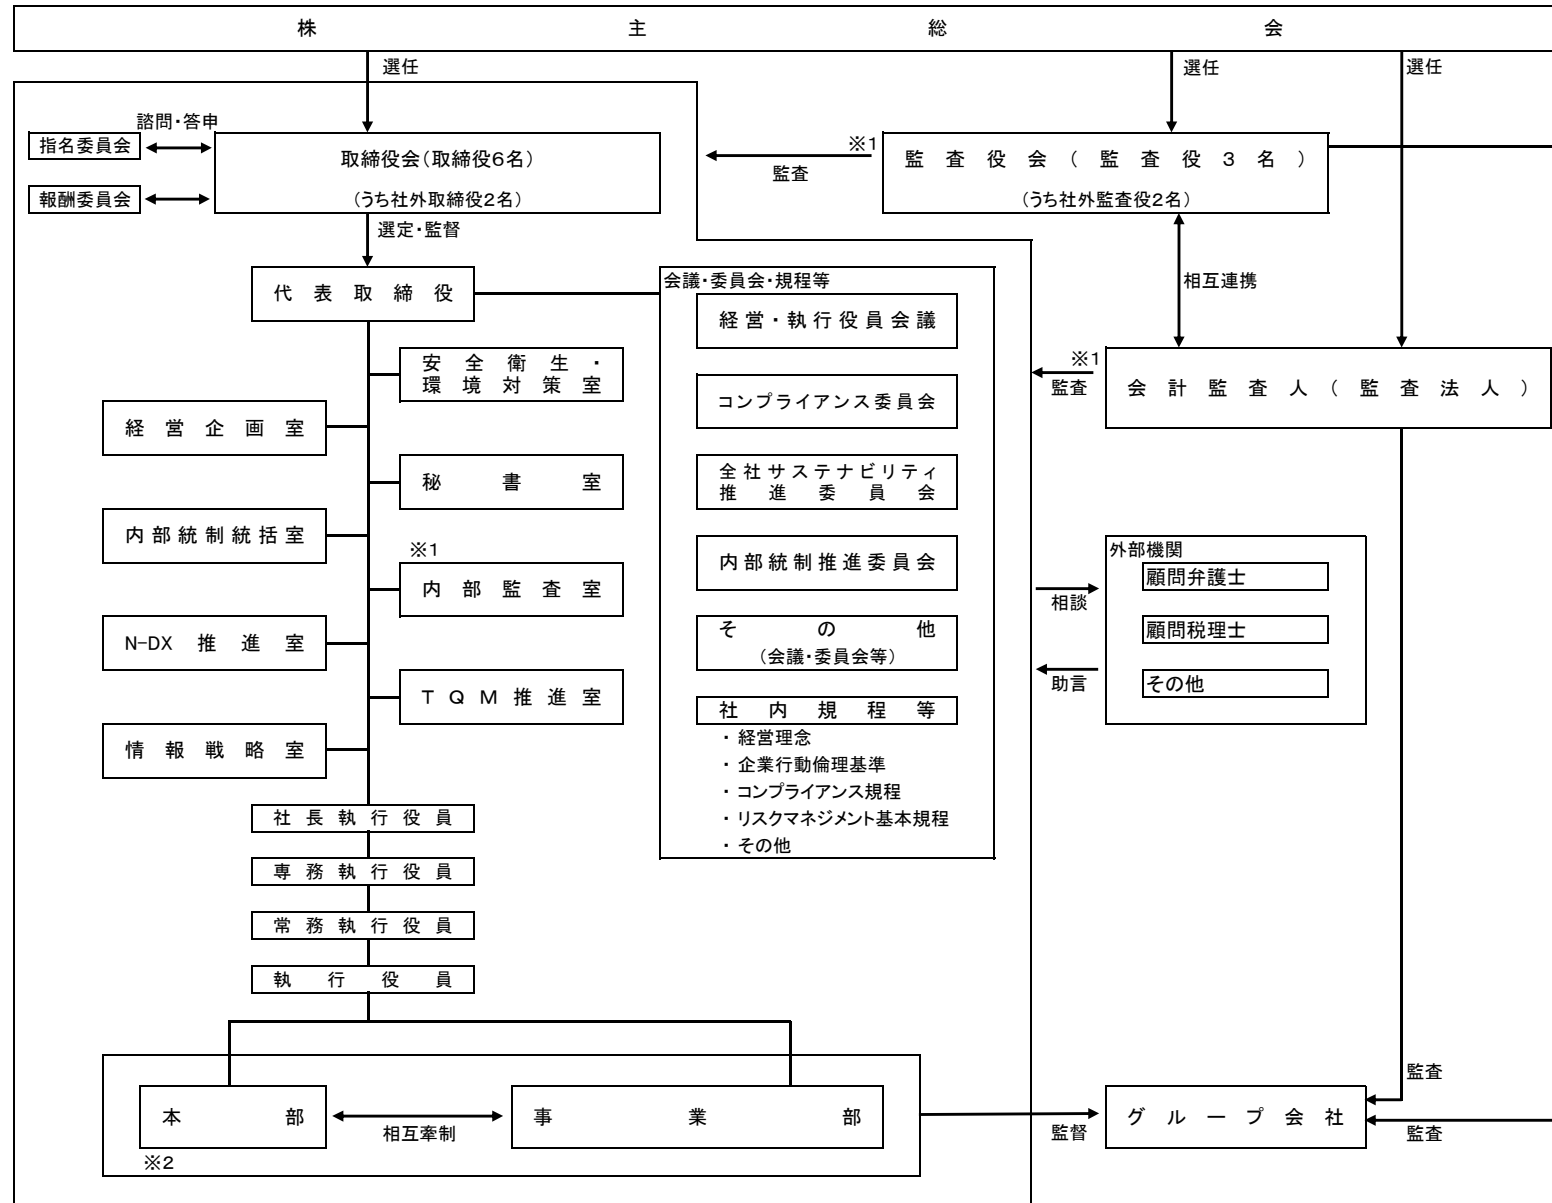 株主総会
選任
選任
選任
諮問・答申
指名委員会
報酬委員会
取締役会(取締役6名)
(うち社外取締役2名)
※1
監査
監査役会(監査役3名)
(うち社外監査役2名)
選定・監督
代表取締役
相互連携
安全衛生・
環境対策室
経営企画室
秘書室
内部統制統括室
※1
内部監査室
N-DX 推進室
TQM推進室
情報戦略室
社長執行役員
専務執行役員
常務執行役員
執行役員
会議・委員会・規程等
経営・執行役員会議
コンプライアンス委員会
全社サステナビリティ
推進委員会
内部統制推進委員会
その他
(会議・委員会等)
社内規程等
・ 経営理念
・ 企業行動倫理基準
・ コンプライアンス規程
・ リスクマネジメント基本規程
・ その他
※1
監査
会計監査人(監査法人)
相談
助言
外部機関
顧問弁護士
顧問税理士
その他
本部
相互牽制
事業部
※2
監督
グループ会社
監査
監査